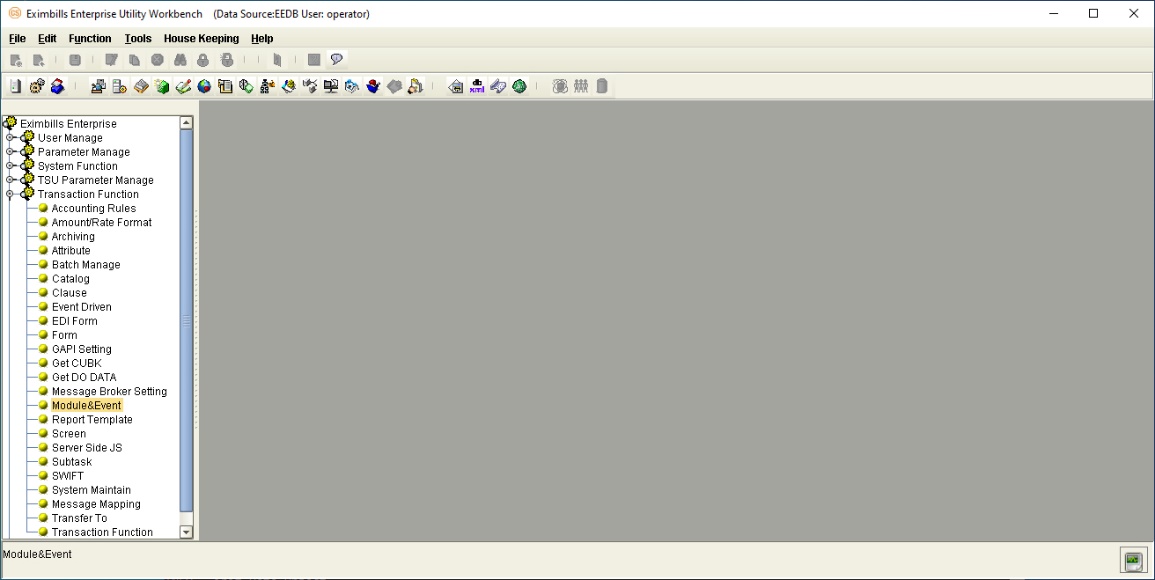 Eximbills Enterprise Utility Workbench (Data Source:EEDB User: operator)
File Edit Function Tools House Keeping Help
xml
Eximbills Enterprise
User Manage
Parameter Manage
System Function
TSU Parameter Manage
Transaction Function
Accounting Rules
Amount/Rate Format
Archiving
Attribute
Batch Manage
Catalog
Clause
Event Driven
EDI Form
Form
GAPI Setting
Get CUBK
Get DO DATA
Message Broker Setting
Module&Event
Report Template
Screen
Server Side JS
Subtask
SWIFT
System Maintain
Message Mapping
Transfer To
Transaction Function
Module&Event